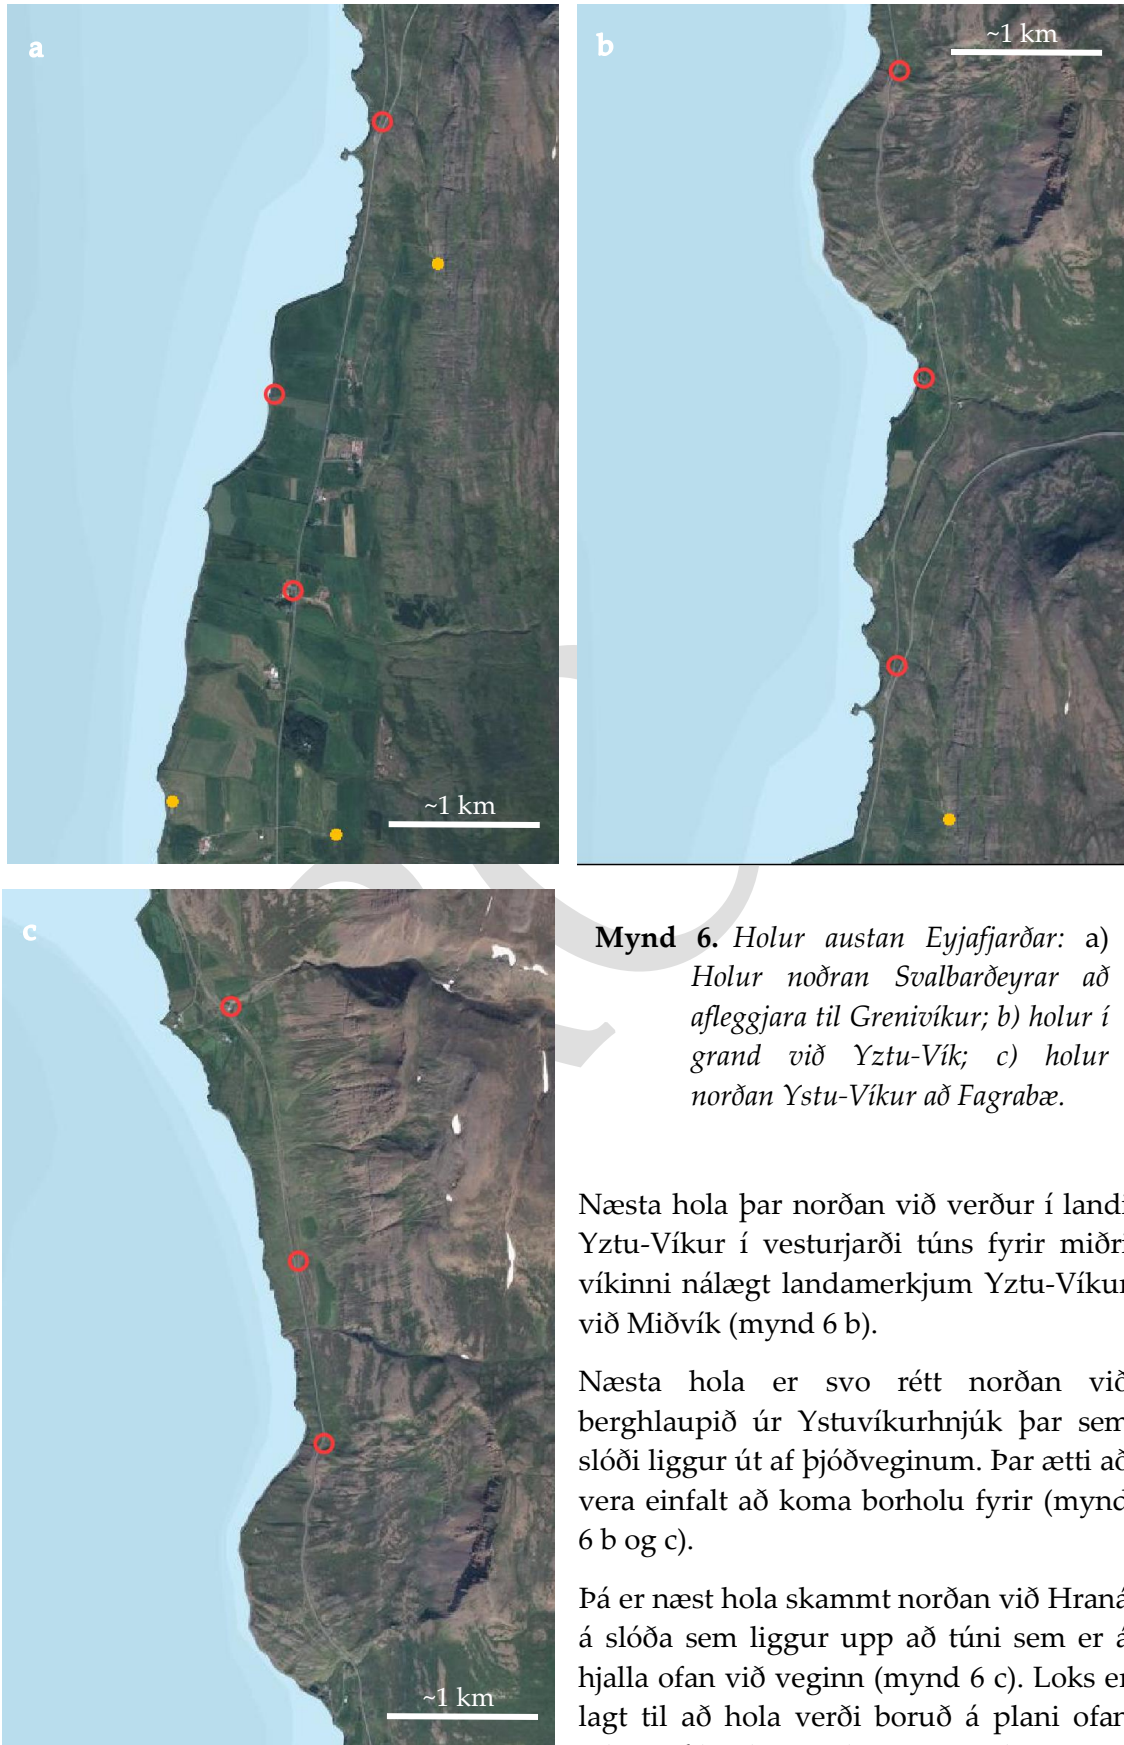 a
~1 km
b
~1 km
c
~1 km
Mynd 6. Holur austan Eyjafjarðar: a)
Holur noðran Svalbarðeyrar að
afleggjara til Grenivíkur; b) holur í
grand við Yztu-Vík; c) holur
norðan Ystu-Víkur að Fagrabæ.
Næsta hola þar norðan við verður í landi
Yztu-Víkur í vesturjarði túns fyrir miðri
víkinni nálægt landamerkjum Yztu-Víkur
við Miðvík (mynd 6 b).
Næsta hola er svo rétt norðan við
berghlaupið úr Ystuvíkurhnjúk þar sem
slóði liggur út af þjóðveginum. Þar ætti að
vera einfalt að koma borholu fyrir (mynd
6 b og c).
Þá er næst hola skammt norðan við Hraná
á slóða sem liggur upp að túni sem er á
hjalla ofan við veginn (mynd 6 c). Loks er
lagt til að hola verði boruð á plani ofan